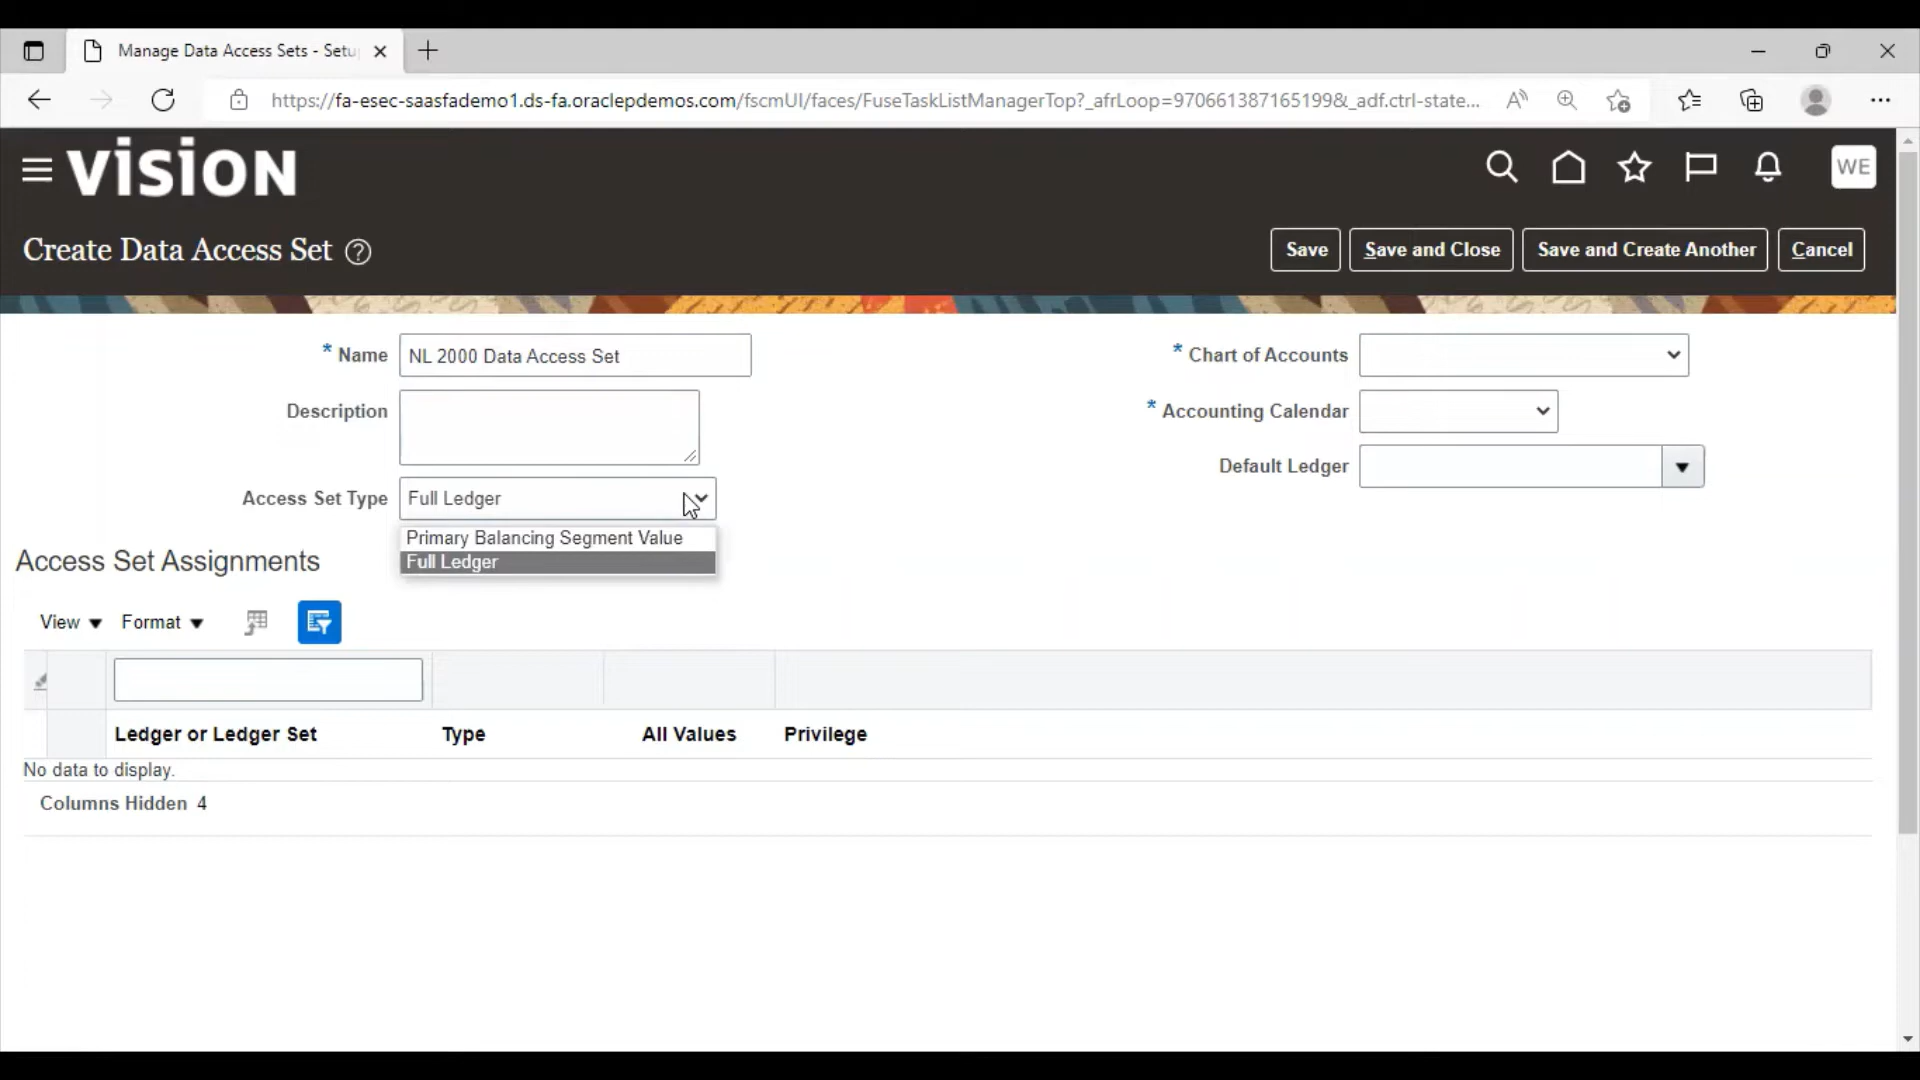 Manage Data Access Sets - Setu
https://fa-esec-saasfademo1.ds-fa.oraclepdemos.com/fscmUI/faces/FuseTaskListManagerTop?_afrLoop=970661387165199&_adf.ctrl-state...
VISION
WE
Create Data Access Set ?
Save
Save and Close
Save and Create Another
Cancel
* Name NL 2000 Data Access Set
* Chart of Accounts
Description
* Accounting Calendar
Default Ledger
Access Set Type Full Ledger
Primary Balancing Segment Value
Full Ledger
Access Set Assignments
View Format
Ledger or Ledger Set Type All Values Privilege
No data to display.
Columns Hidden 4